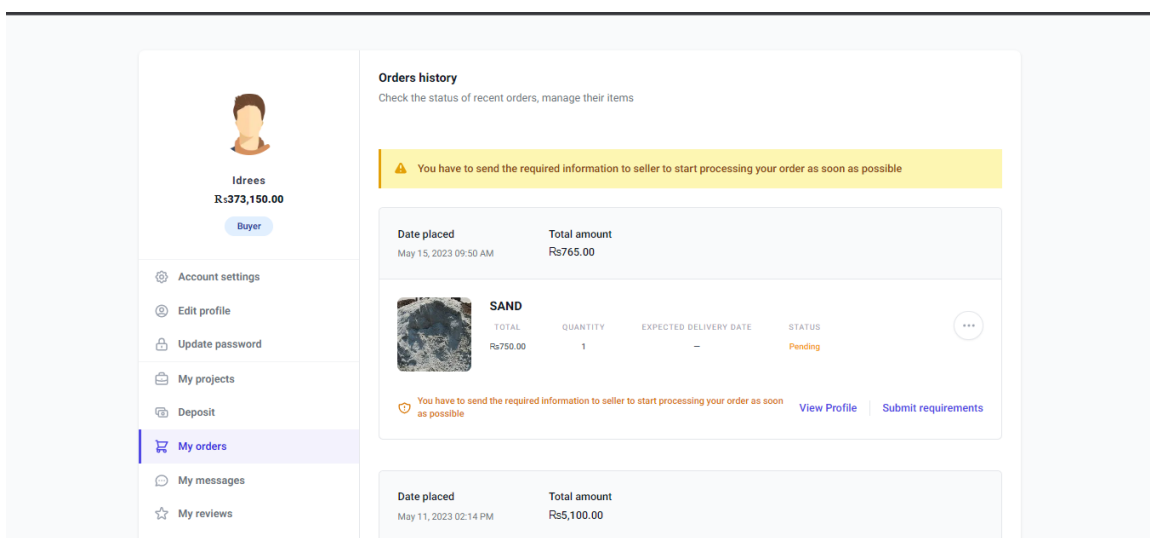 Idrees
Rs373,150.00
Buyer
Account settings
Edit profile
Update password
My projects
Deposit
My orders
My messages
My reviews
Orders history
Check the status of recent orders, manage their items
You have to send the required information to seller to start processing your order as soon as possible
Date placed
Total amount
May 15, 2023 09:50 AM
Rs765.00
SAND
TOTAL QUANTITY EXPECTED DELIVERY DATE STATUS
Rs750.00 1 – Pending
You have to send the required information to seller to start processing your order as soon
as possible
View Profile
Submit requirements
Date placed
Total amount
May 11, 2023 02:14 PM
Rs5,100.00